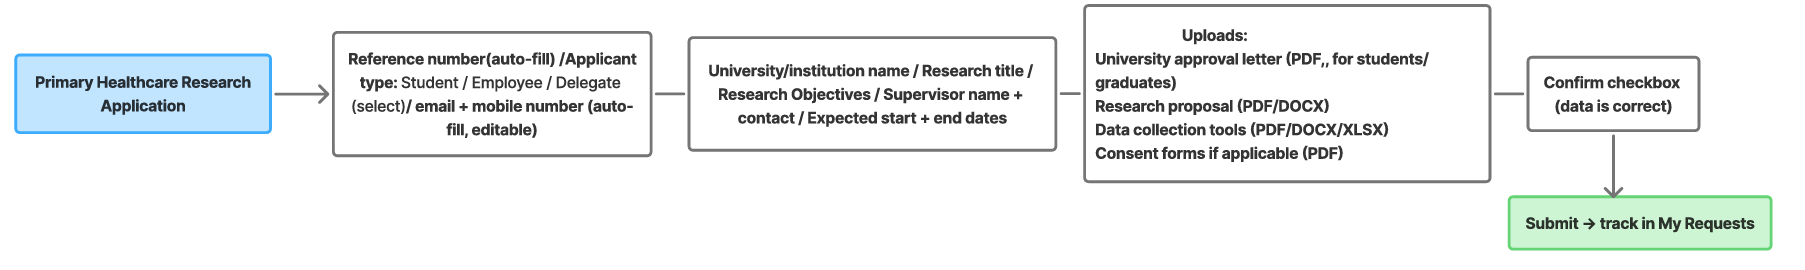 Primary Healthcare Research
Application
Reference number(auto-fill) /Applicant
type: Student / Employee / Delegate
(select)/ email + mobile number (auto-
fill, editable)
University/institution name / Research title /
Research Objectives / Supervisor name +
contact / Expected start + end dates
Uploads:
University approval letter (PDF,, for students/
graduates)
Research proposal (PDF/DOCX)
Data collection tools (PDF/DOCX/XLSX)
Consent forms if applicable (PDF)
Confirm checkbox
(data is correct)
Submit → track in My Requests